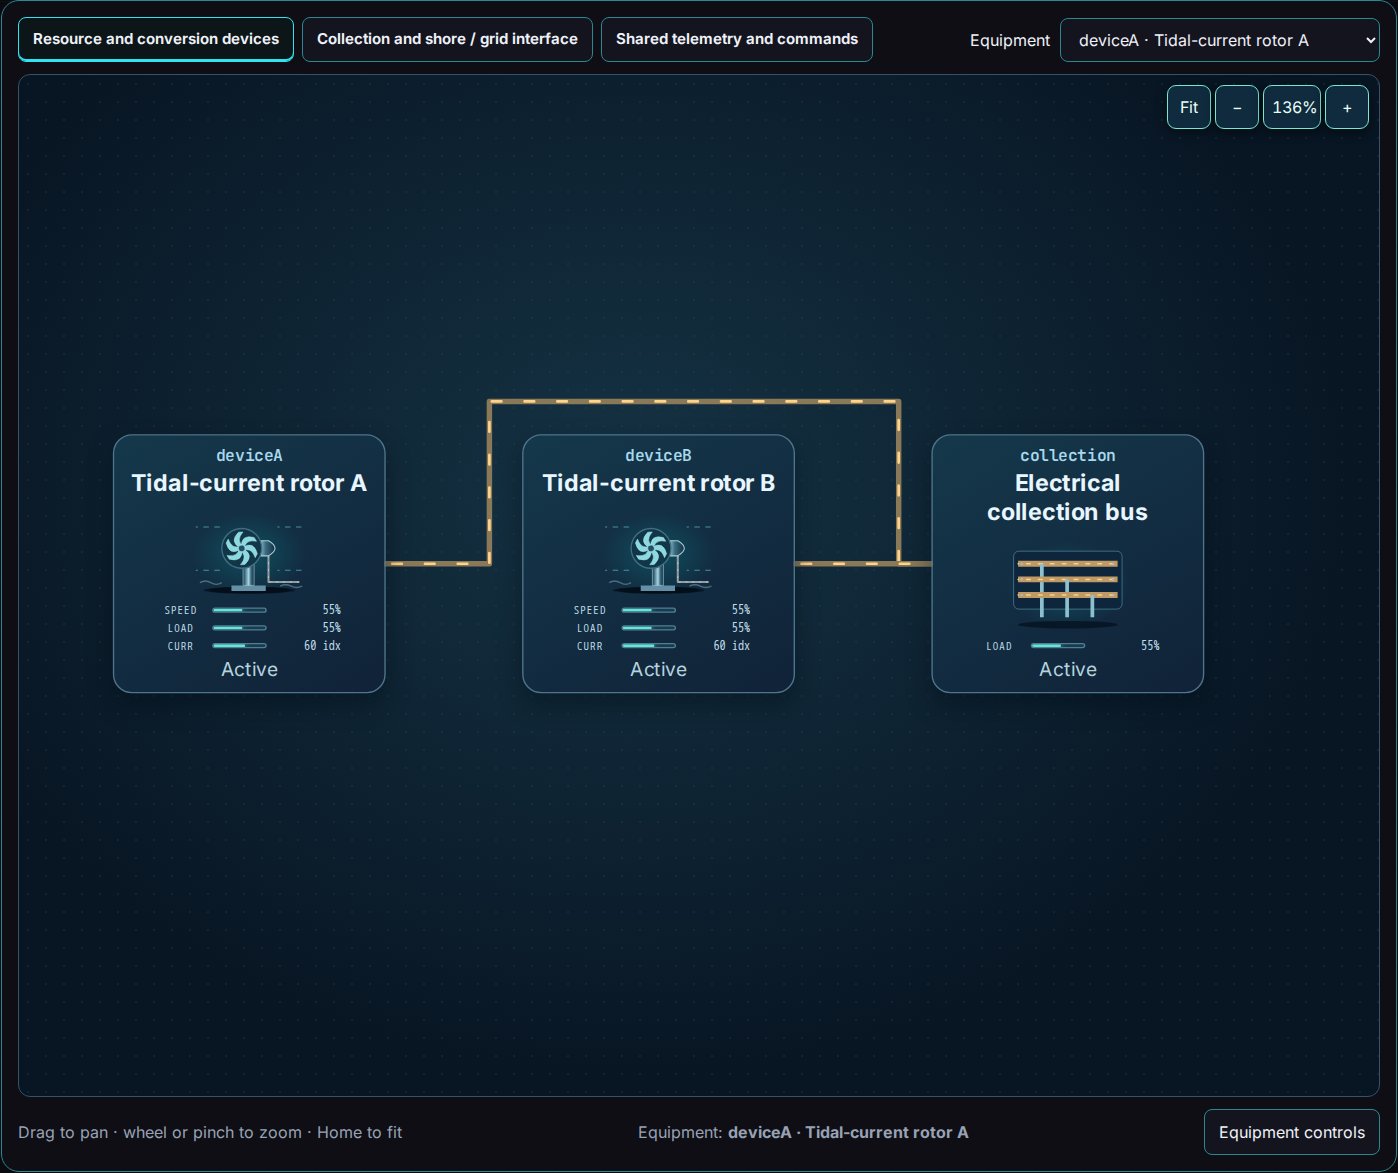 Resource and conversion devices
Collection and shore / grid interface
Shared telemetry and commands
Equipment
deviceA · Tidal-current rotor A
Fit
−
136%
+
deviceA
Tidal-current rotor A
SPEED 55%
LOAD 55%
CURR 60 idx
Active
deviceB
Tidal-current rotor B
SPEED 55%
LOAD 55%
CURR 60 idx
Active
collection
Electrical
collection bus
LOAD 55%
Active
Drag to pan · wheel or pinch to zoom · Home to fit
Equipment: deviceA · Tidal-current rotor A
Equipment controls